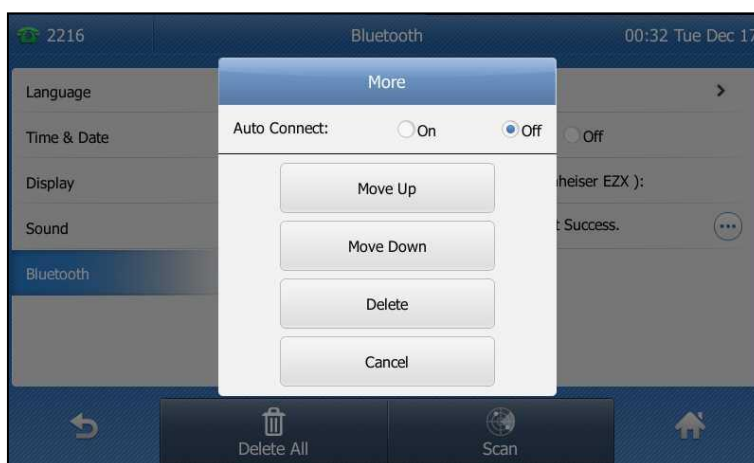 2216 Bluetooth 00:32 Tue Dec 17
More
Language
Auto Connect: On Off Off
Time & Date
Move Up
Display heiser EZX ):
Sound Success.
Move Down
Bluetooth
Delete
Cancel
Delete All Scan